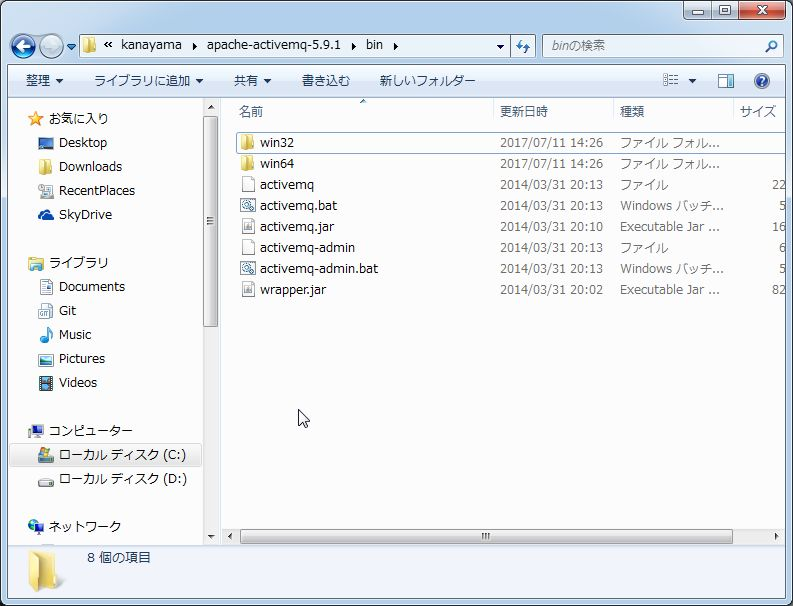 « kanayama ▸ apache-activemq-5.9.1 ▸ bin ▸ binの検索
整理 ▼ ライブラリに追加 ▼ 共有 ▼ 書き込む 新しいフォルダー
名前 更新日時 種類 サイズ
win32 2017/07/11 14:26 ファイル フォル...
win64 2017/07/11 14:26 ファイル フォル...
activemq 2014/03/31 20:13 ファイル 22
activemq.bat 2014/03/31 20:13 Windows バッチ... 5
activemq.jar 2014/03/31 20:10 Executable Jar ... 16
activemq-admin 2014/03/31 20:13 ファイル 6
activemq-admin.bat 2014/03/31 20:13 Windows バッチ... 5
wrapper.jar 2014/03/31 20:02 Executable Jar ... 82
お気に入り
Desktop
Downloads
RecentPlaces
SkyDrive
ライブラリ
Documents
Git
Music
Pictures
Videos
コンピューター
ローカル ディスク (C:)
ローカル ディスク (D:)
ネットワーク
8 個の項目